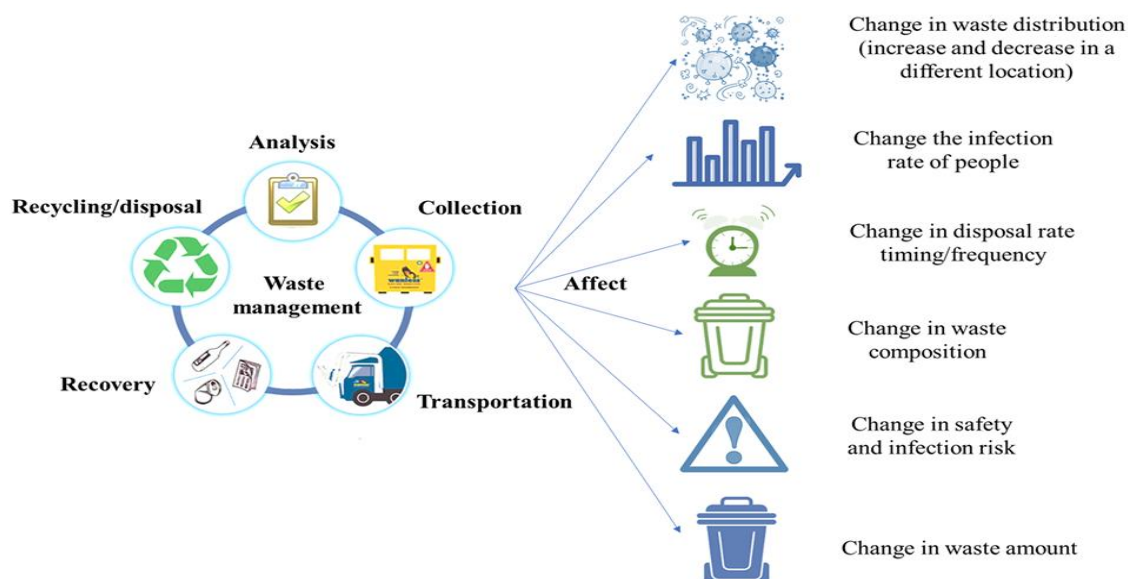 Analysis
Recycling/disposal
Collection
Waste
management
Recovery
Transportation
Affect
Change in waste distribution
(increase and decrease in a
different location)
Change the infection
rate of people
Change in disposal rate
timing/frequency
Change in waste
composition
Change in safety
and infection risk
Change in waste amount